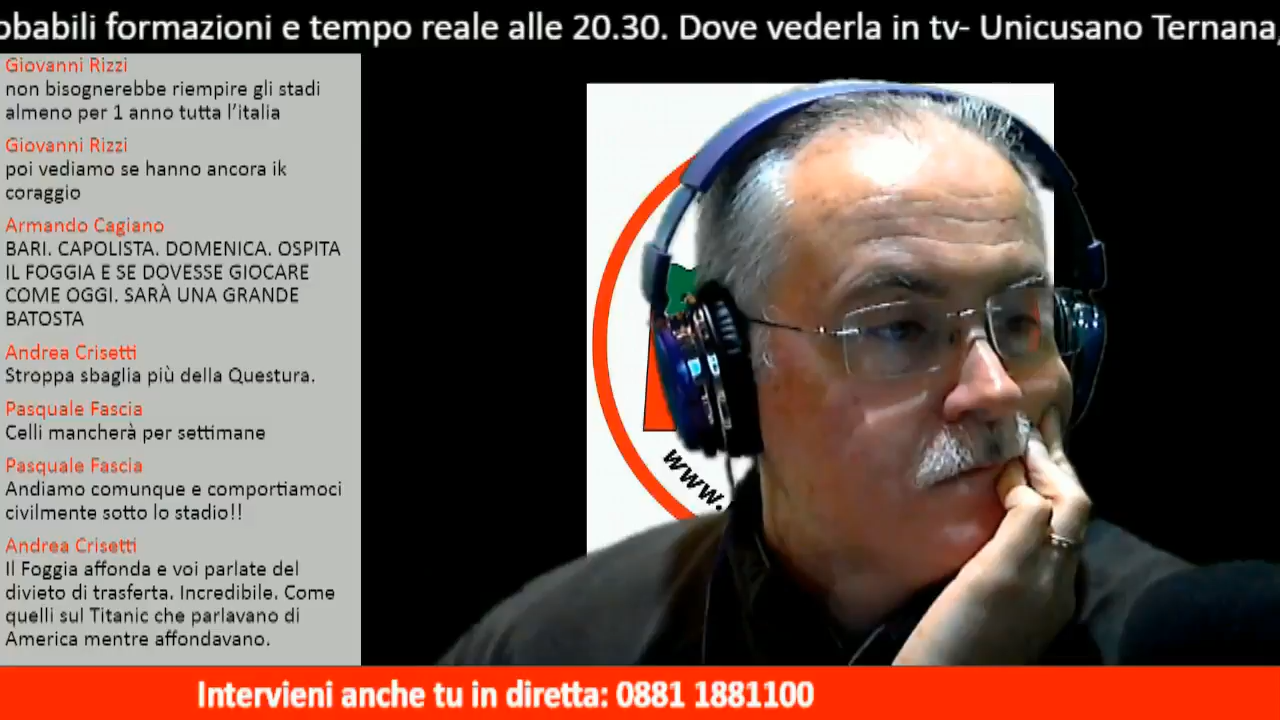 obabili formazioni e tempo reale alle 20.30. Dove vederla in tv- Unicusano Ternana,
Giovanni Rizzi
non bisognerebbe riempire gli stadi
almeno per 1 anno tutta l’italia
Giovanni Rizzi
poi vediamo se hanno ancora ik
coraggio
Armando Cagiano
BARI. CAPOLISTA. DOMENICA. OSPITA
IL FOGGIA E SE DOVESSE GIOCARE
COME OGGI. SARÀ UNA GRANDE
BATOSTA
Andrea Crisetti
Stroppa sbaglia più della Questura.
Pasquale Fascia
Celli mancherà per settimane
Pasquale Fascia
Andiamo comunque e comportiamoci
civilmente sotto lo stadio!!
Andrea Crisetti
Il Foggia affonda e voi parlate del
divieto di trasferta. Incredibile. Come
quelli sul Titanic che parlavano di
America mentre affondavano.
www.
Intervieni anche tu in diretta: 0881 1881100